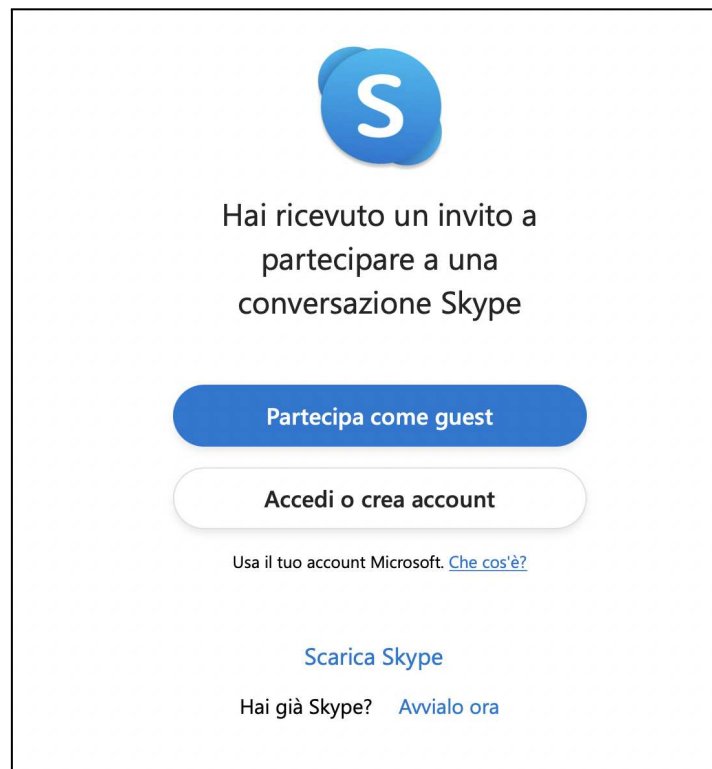 S
Hai ricevuto un invito a
partecipare a una
conversazione Skype
Partecipa come guest
Accedi o crea account
Usa il tuo account Microsoft. Che cos'è?
Scarica Skype
Hai già Skype? Avvialo ora